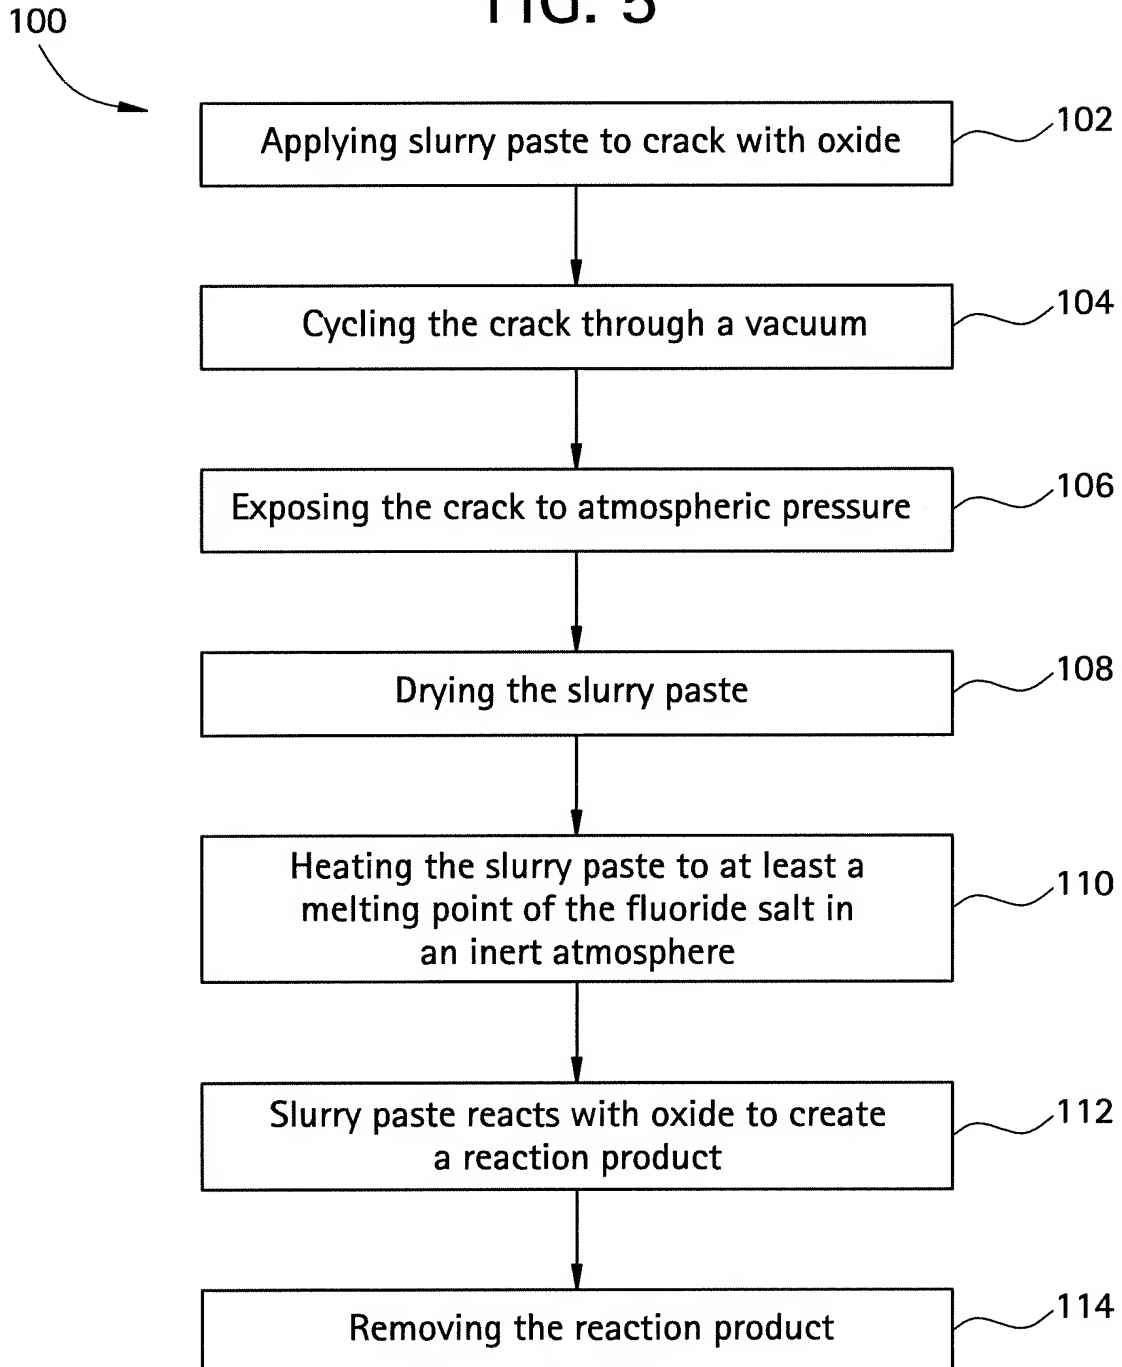 FIG. 5
100
Applying slurry paste to crack with oxide
102
Cycling the crack through a vacuum
104
Exposing the crack to atmospheric pressure
106
Drying the slurry paste
108
Heating the slurry paste to at least a
melting point of the fluoride salt in
an inert atmosphere
110
Slurry paste reacts with oxide to create
a reaction product
112
Removing the reaction product
114